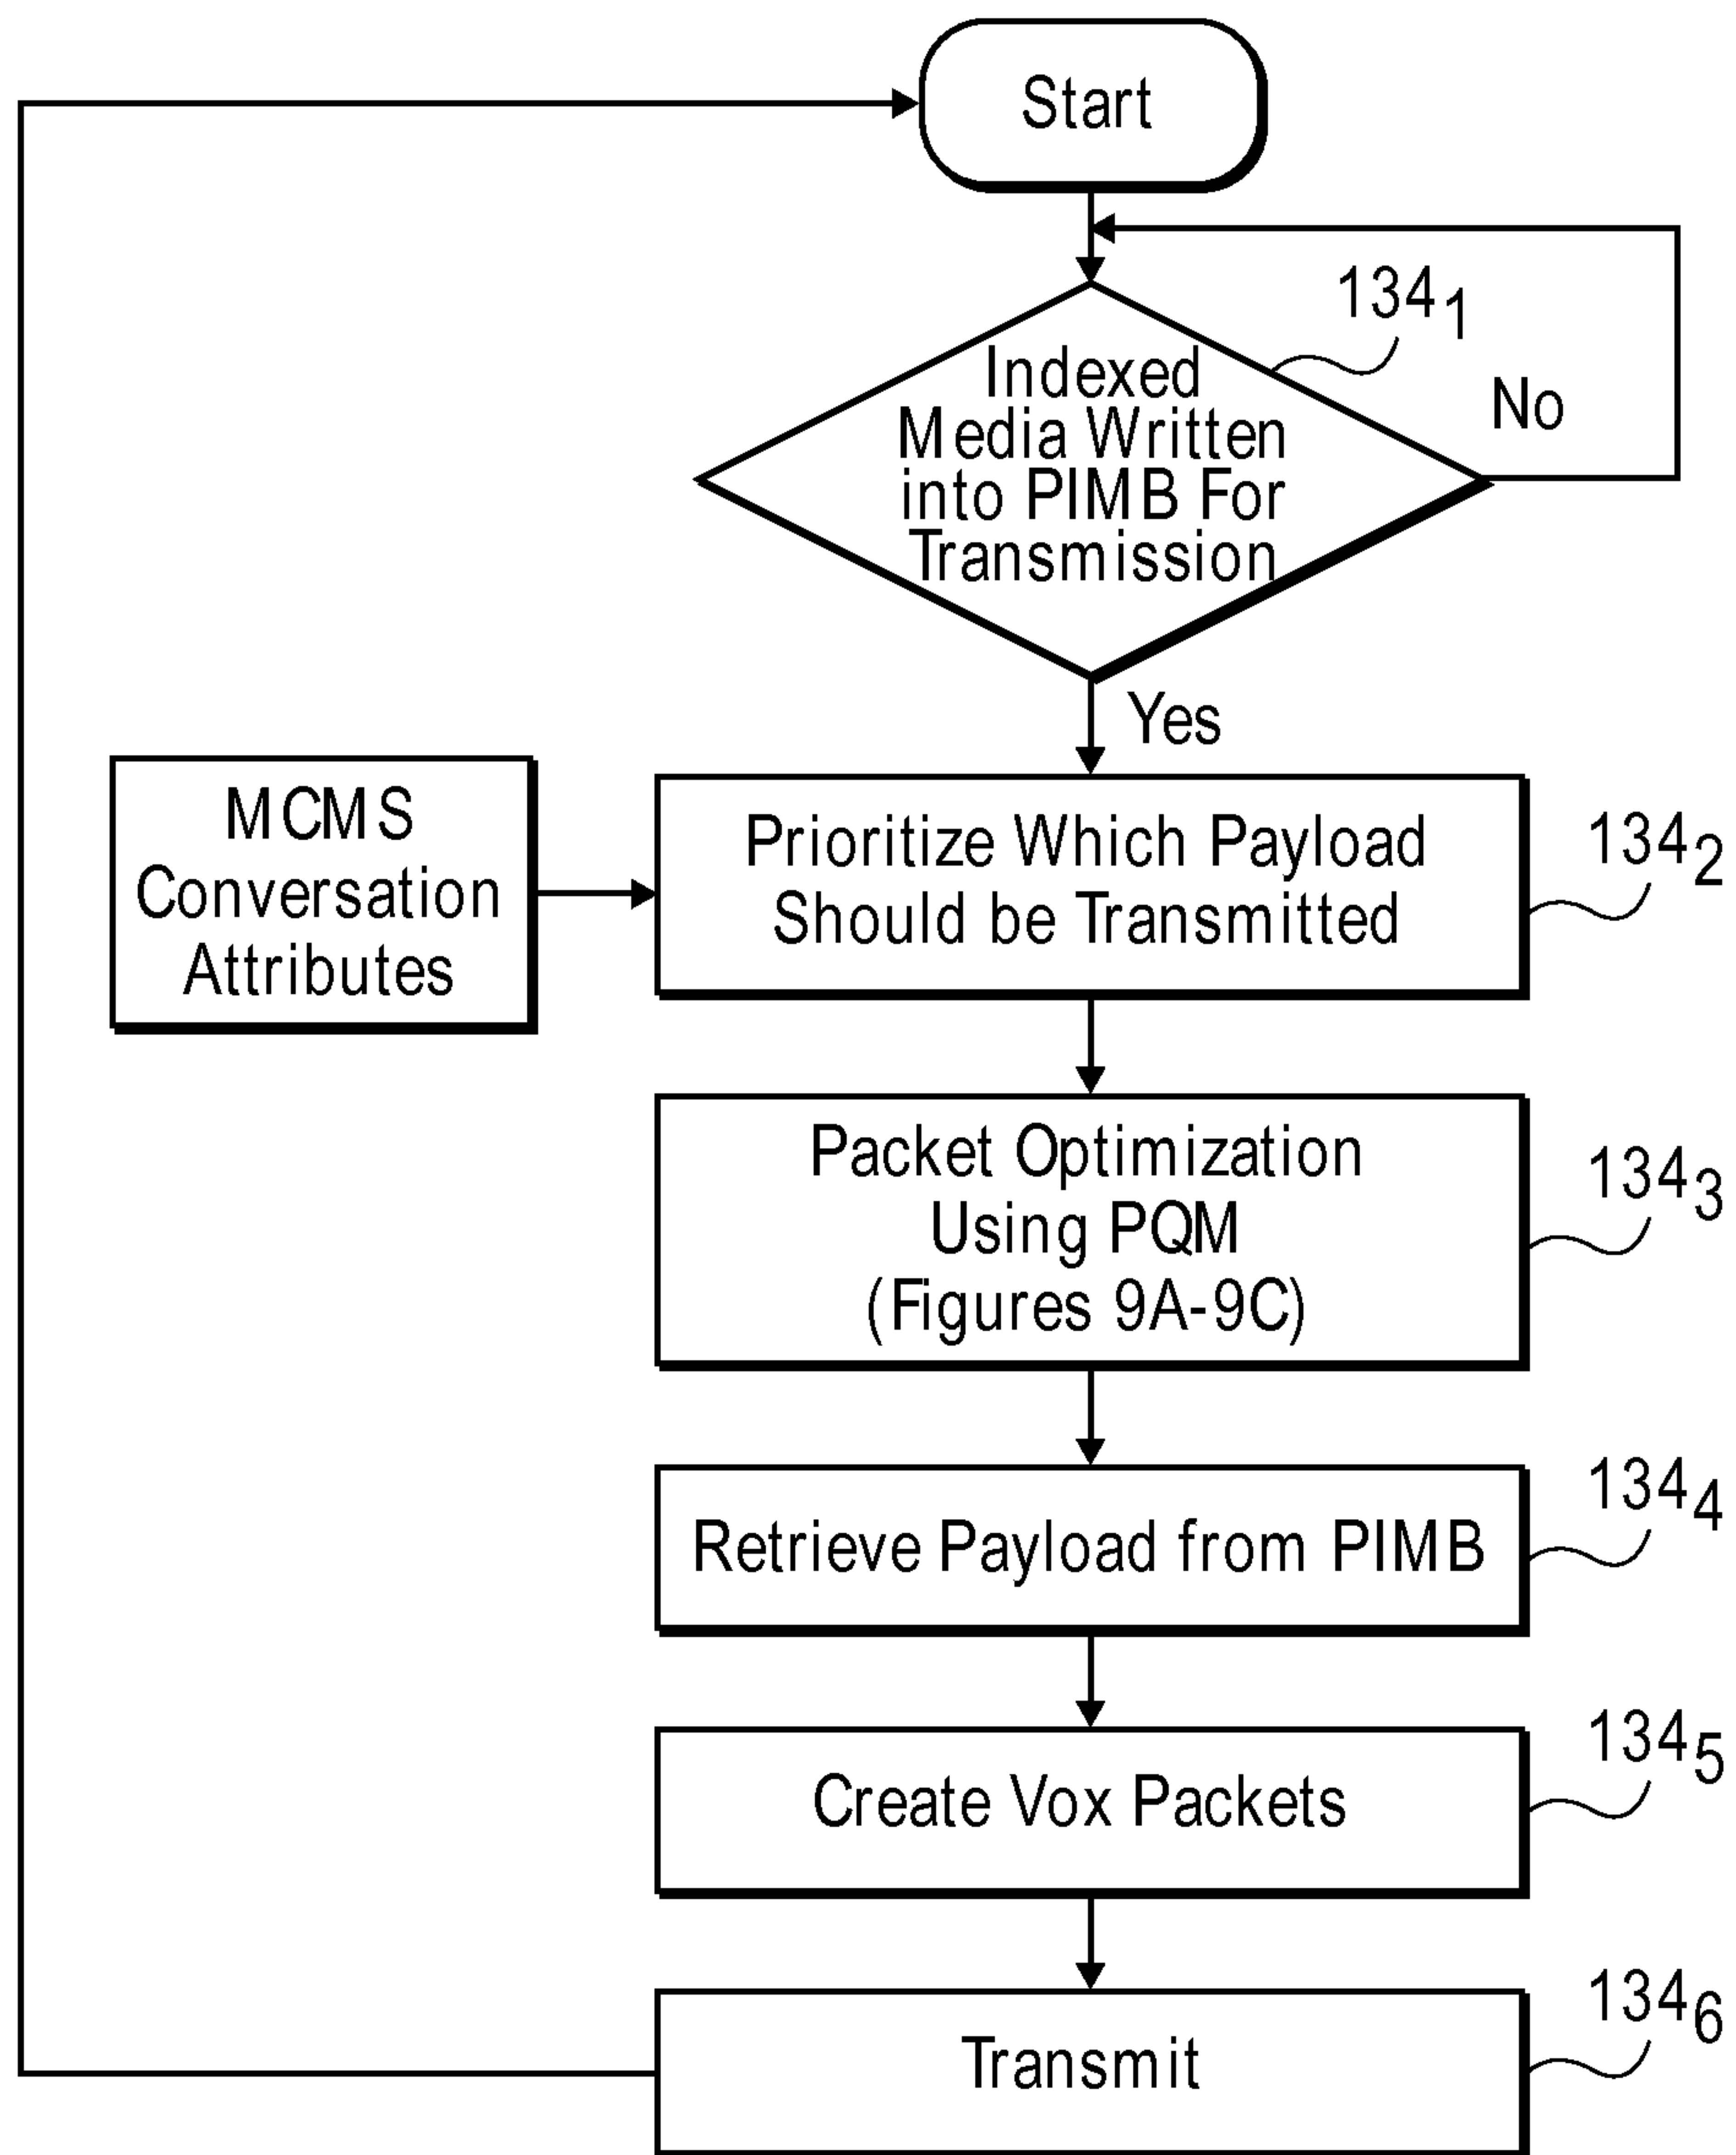 Start
134₁
Indexed
Media Written
into PIMB For
Transmission
No
Yes
MCMS
Conversation
Attributes
Prioritize Which Payload
Should be Transmitted
134₂
Packet Optimization
Using PQM
(Figures 9A-9C)
134₃
Retrieve Payload from PIMB
134₄
Create Vox Packets
134₅
Transmit
134₆